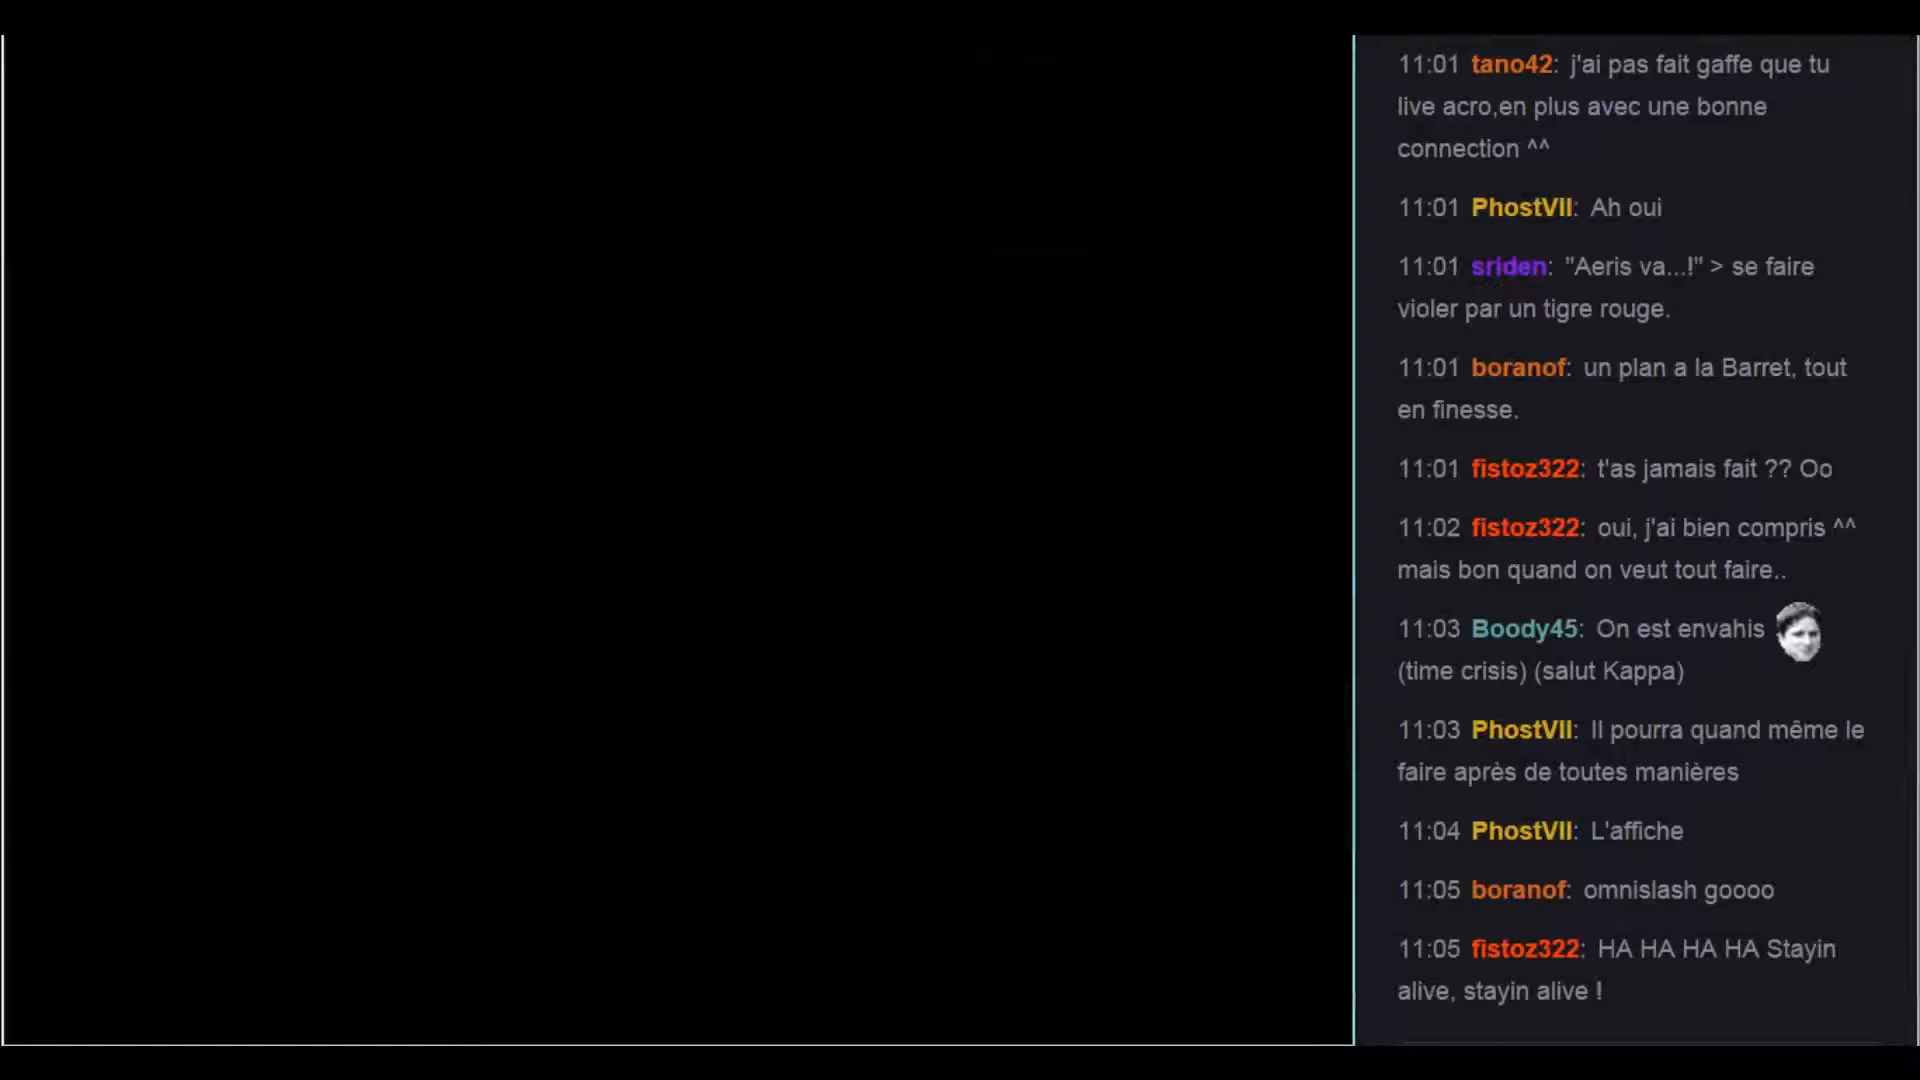 11:01 tano42: j'ai pas fait gaffe que tu
live acro,en plus avec une bonne
connection ^^
11:01 PhostVII: Ah oui
11:01 sriden: "Aeris va...!" > se faire
violer par un tigre rouge.
11:01 boranof: un plan a la Barret, tout
en finesse.
11:01 fistoz322: t'as jamais fait ?? Oo
11:02 fistoz322: oui, j'ai bien compris ^^
mais bon quand on veut tout faire..
11:03 Boody45: On est envahis
(time crisis) (salut Kappa)
11:03 PhostVII: Il pourra quand même le
faire après de toutes manières
11:04 PhostVII: L'affiche
11:05 boranof: omnislash goooo
11:05 fistoz322: HA HA HA HA Stayin
alive, stayin alive !